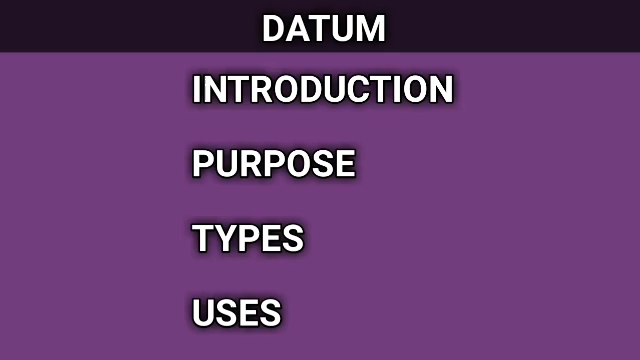 DATUM
INTRODUCTION
PURPOSE
TYPES
USES